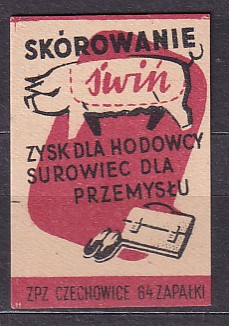 SKÓROWANIE
świń
ZYSK DLA HODOWCY
SUROWIEC DLA
PRZEMYSŁU
ZPZ CZECHOWICE 64 ZAPAŁKI